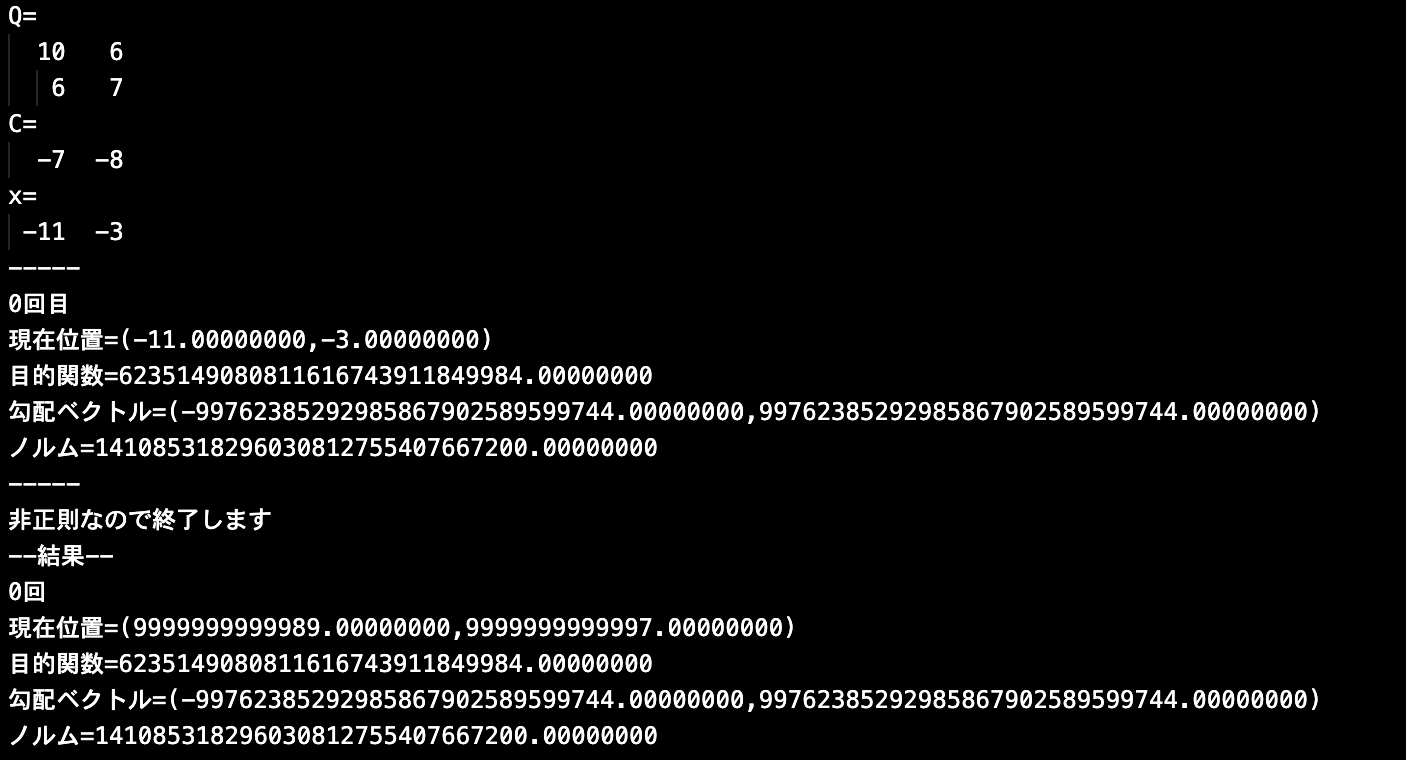 Q=
10 6
6 7
C=
-7 -8
x=
-11 -3
-----
0回目
現在位置=(-11.00000000,-3.00000000)
目的関数=6235149080811616743911849984.00000000
勾配ベクトル=(-99762385292985867902589599744.00000000,99762385292985867902589599744.00000000)
ノルム=141085318296030812755407667200.00000000
-----
非正則なので終了します
--結果--
0回
現在位置=(9999999999989.00000000,9999999999997.00000000)
目的関数=6235149080811616743911849984.00000000
勾配ベクトル=(-99762385292985867902589599744.00000000,99762385292985867902589599744.00000000)
ノルム=141085318296030812755407667200.00000000